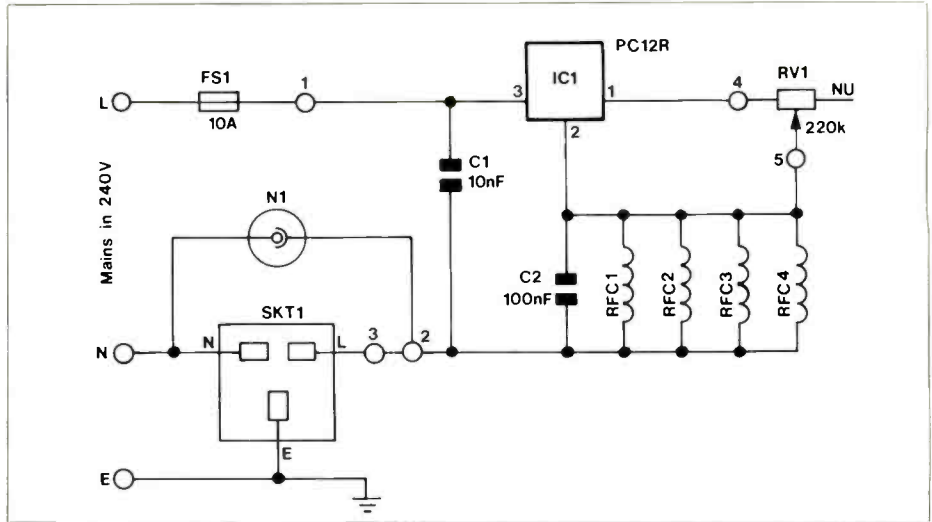 PC12R
FS1
1
IC1
RV1
L
3
1
4
NU
10A
2
220k
C1
10nF
5
Mains in 240V
N1
C2
100nF
RFC1
RFC2
RFC3
RFC4
SKT1
N
N
L
3
2
E
E